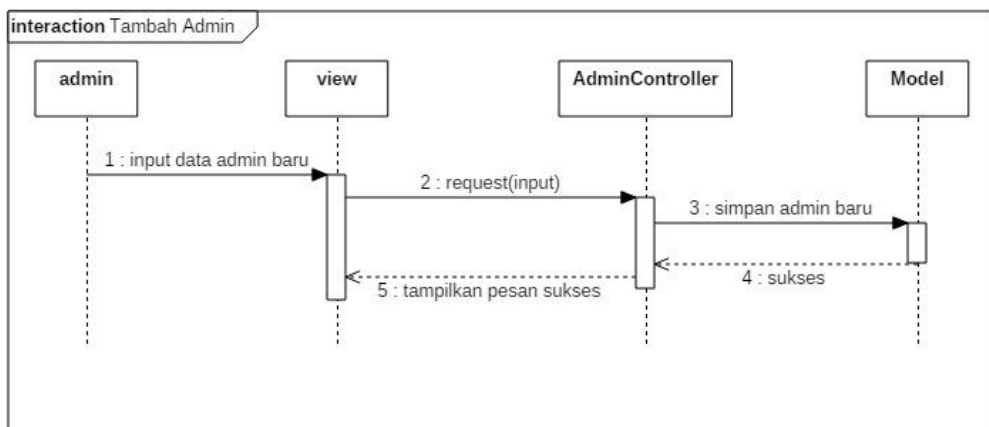 interaction Tambah Admin
admin
view
AdminController
Model
1 : input data admin baru
2 : request(input)
3 : simpan admin baru
4 : sukses
5 : tampilkan pesan sukses